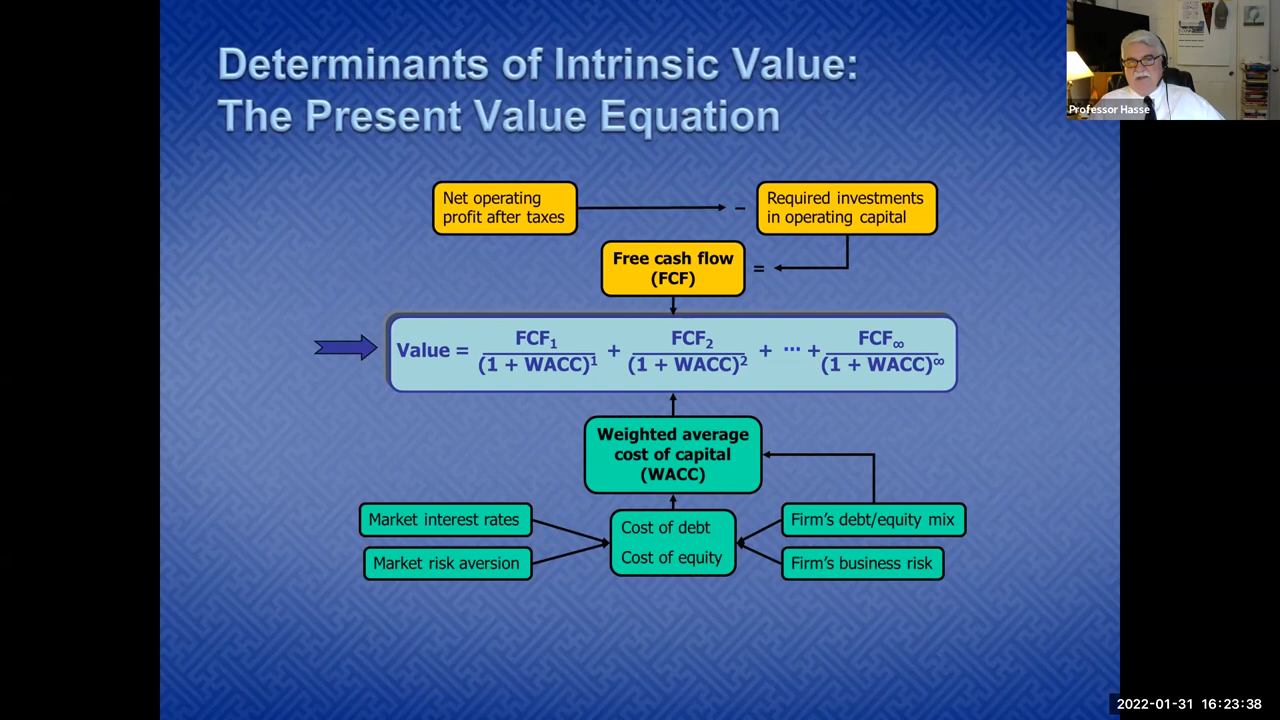 Determinants of Intrinsic Value:
The Present Value Equation
Professor Hasse
Net operating
profit after taxes
−
Required investments
in operating capital
Free cash flow
(FCF)
=
Value = FCF₁ / (1 + WACC)¹ + FCF₂ / (1 + WACC)² + ··· + FCF∞ / (1 + WACC)^∞
Weighted average
cost of capital
(WACC)
Market interest rates
Market risk aversion
Cost of debt
Cost of equity
Firm’s debt/equity mix
Firm’s business risk
2022-01-31 16:23:38